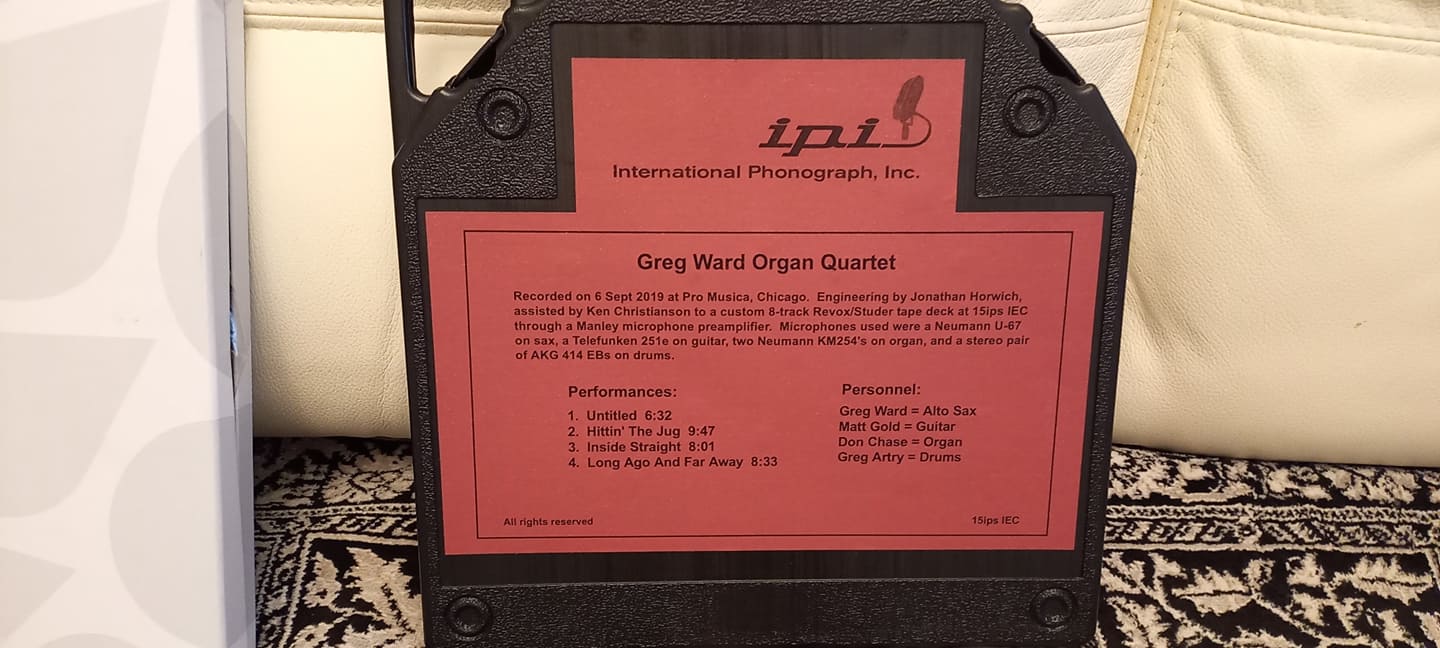 ipi
International Phonograph, Inc.
Greg Ward Organ Quartet
Recorded on 6 Sept 2019 at Pro Musica, Chicago. Engineering by Jonathan Horwich,
assisted by Ken Christianson to a custom 8-track Revox/Studer tape deck at 15ips IEC
through a Manley microphone preamplifier. Microphones used were a Neumann U-67
on sax, a Telefunken 251e on guitar, two Neumann KM254's on organ, and a stereo pair
of AKG 414 EBs on drums.
Performances:
1. Untitled 6:32
2. Hittin' The Jug 9:47
3. Inside Straight 8:01
4. Long Ago And Far Away 8:33
Personnel:
Greg Ward = Alto Sax
Matt Gold = Guitar
Don Chase = Organ
Greg Artry = Drums
All rights reserved
15ips IEC